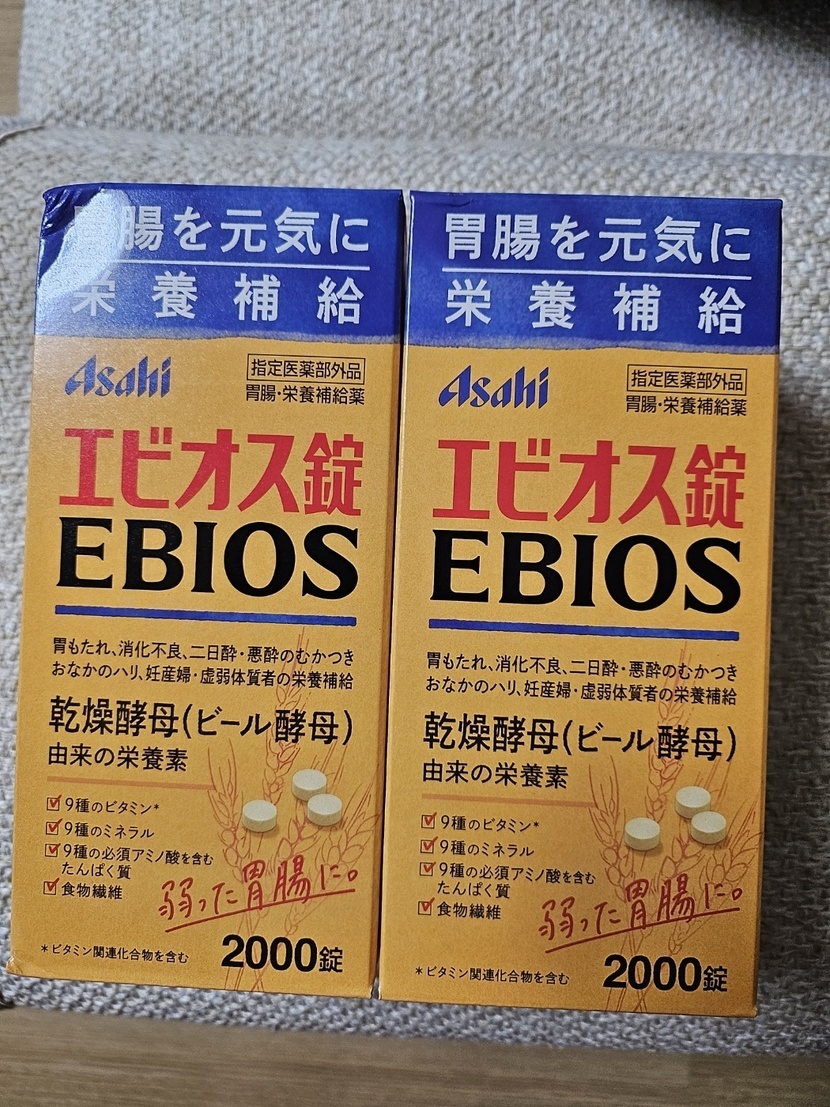 胃腸を元気に
栄養補給
Asahi
指定医薬部外品
胃腸・栄養補給薬
エビオス錠
EBIOS
胃もたれ、消化不良、二日酔・悪酔のむかつき
おなかのハリ、妊産婦・虚弱体質者の栄養補給
乾燥酵母(ビール酵母)
由来の栄養素
9種のビタミン*
9種のミネラル
9種の必須アミノ酸を含む
たんぱく質
食物繊維
弱った胃腸に。
*ビタミン関連化合物を含む
2000錠
胃腸を元気に
栄養補給
Asahi
指定医薬部外品
胃腸・栄養補給薬
エビオス錠
EBIOS
胃もたれ、消化不良、二日酔・悪酔のむかつき
おなかのハリ、妊産婦・虚弱体質者の栄養補給
乾燥酵母(ビール酵母)
由来の栄養素
9種のビタミン*
9種のミネラル
9種の必須アミノ酸を含む
たんぱく質
食物繊維
弱った胃腸に。
*ビタミン関連化合物を含む
2000錠